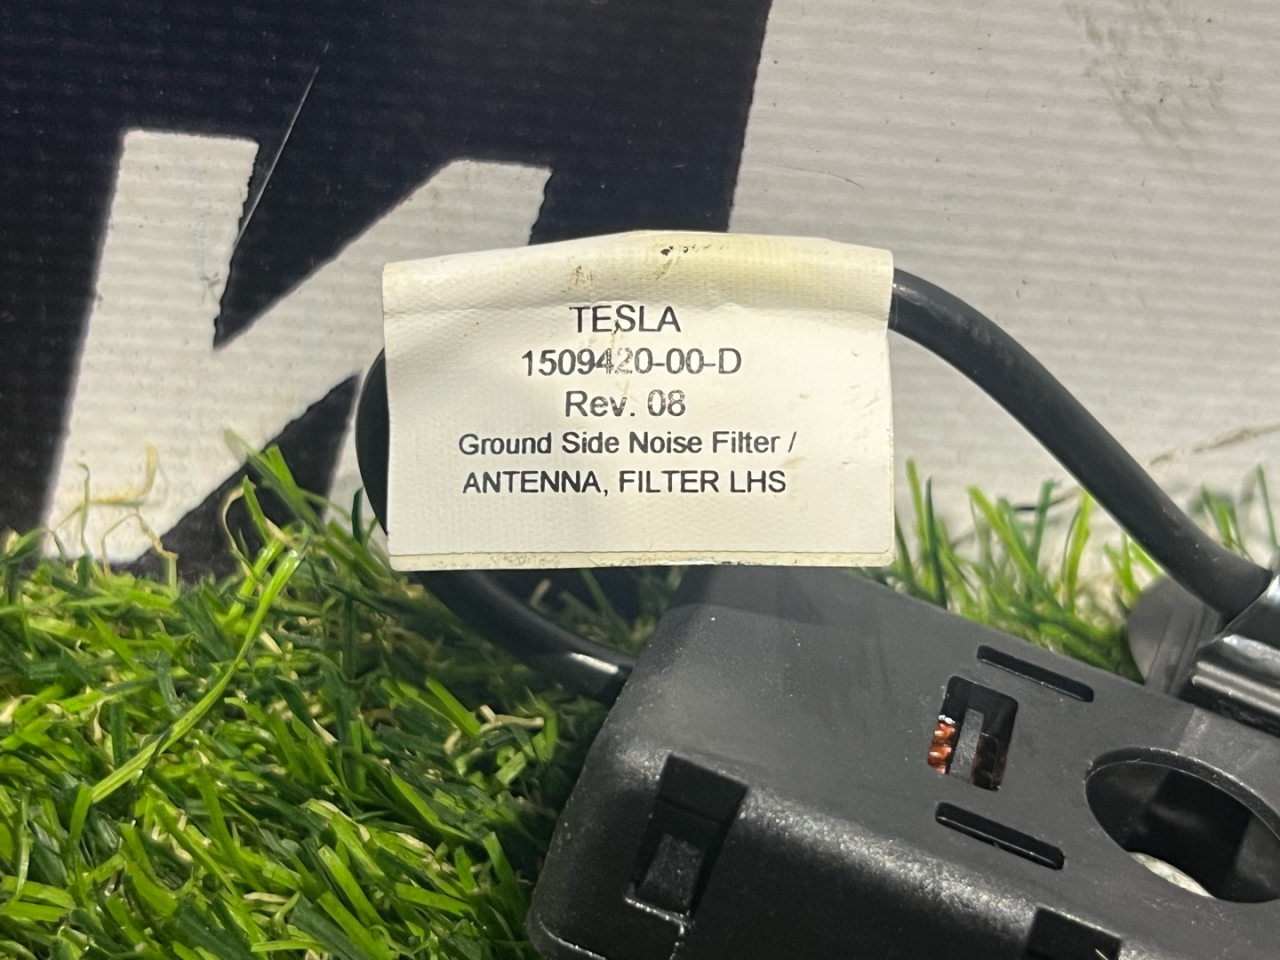 TESLA
1509420-00-D
Rev. 08
Ground Side Noise Filter /
ANTENNA, FILTER LHS
K